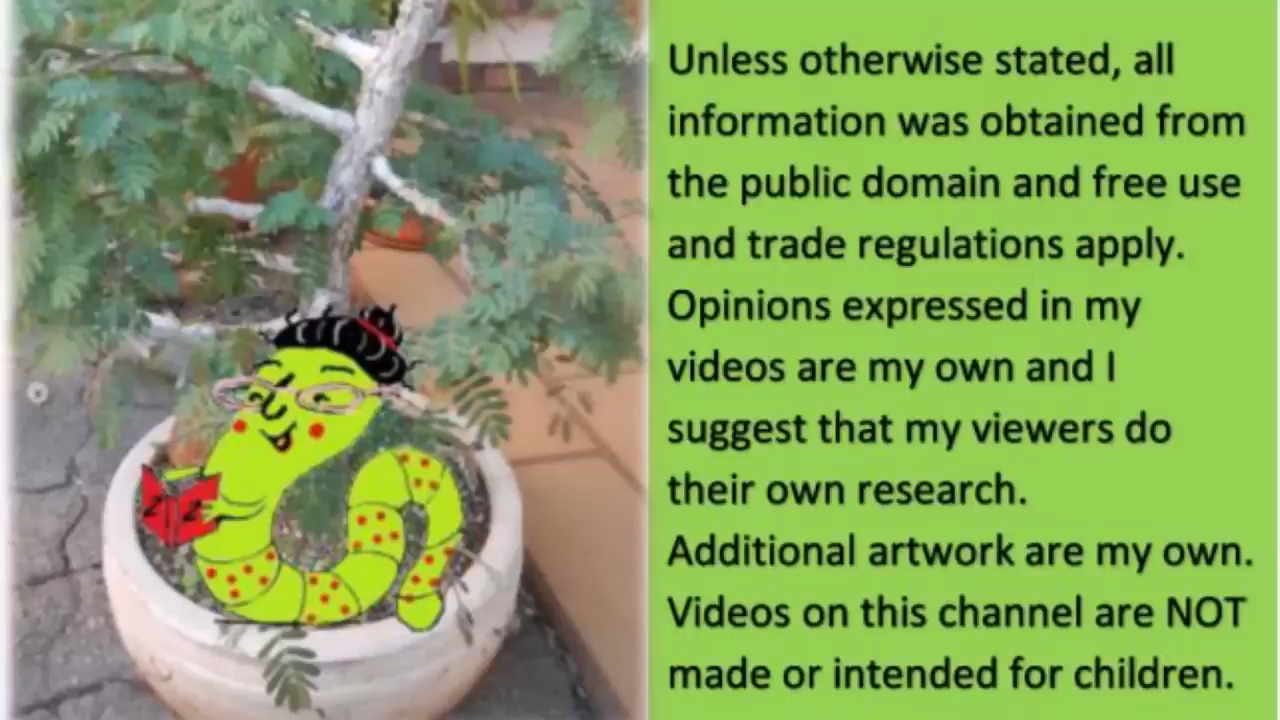 Unless otherwise stated, all
information was obtained from
the public domain and free use
and trade regulations apply.
Opinions expressed in my
videos are my own and I
suggest that my viewers do
their own research.
Additional artwork are my own.
Videos on this channel are NOT
made or intended for children.